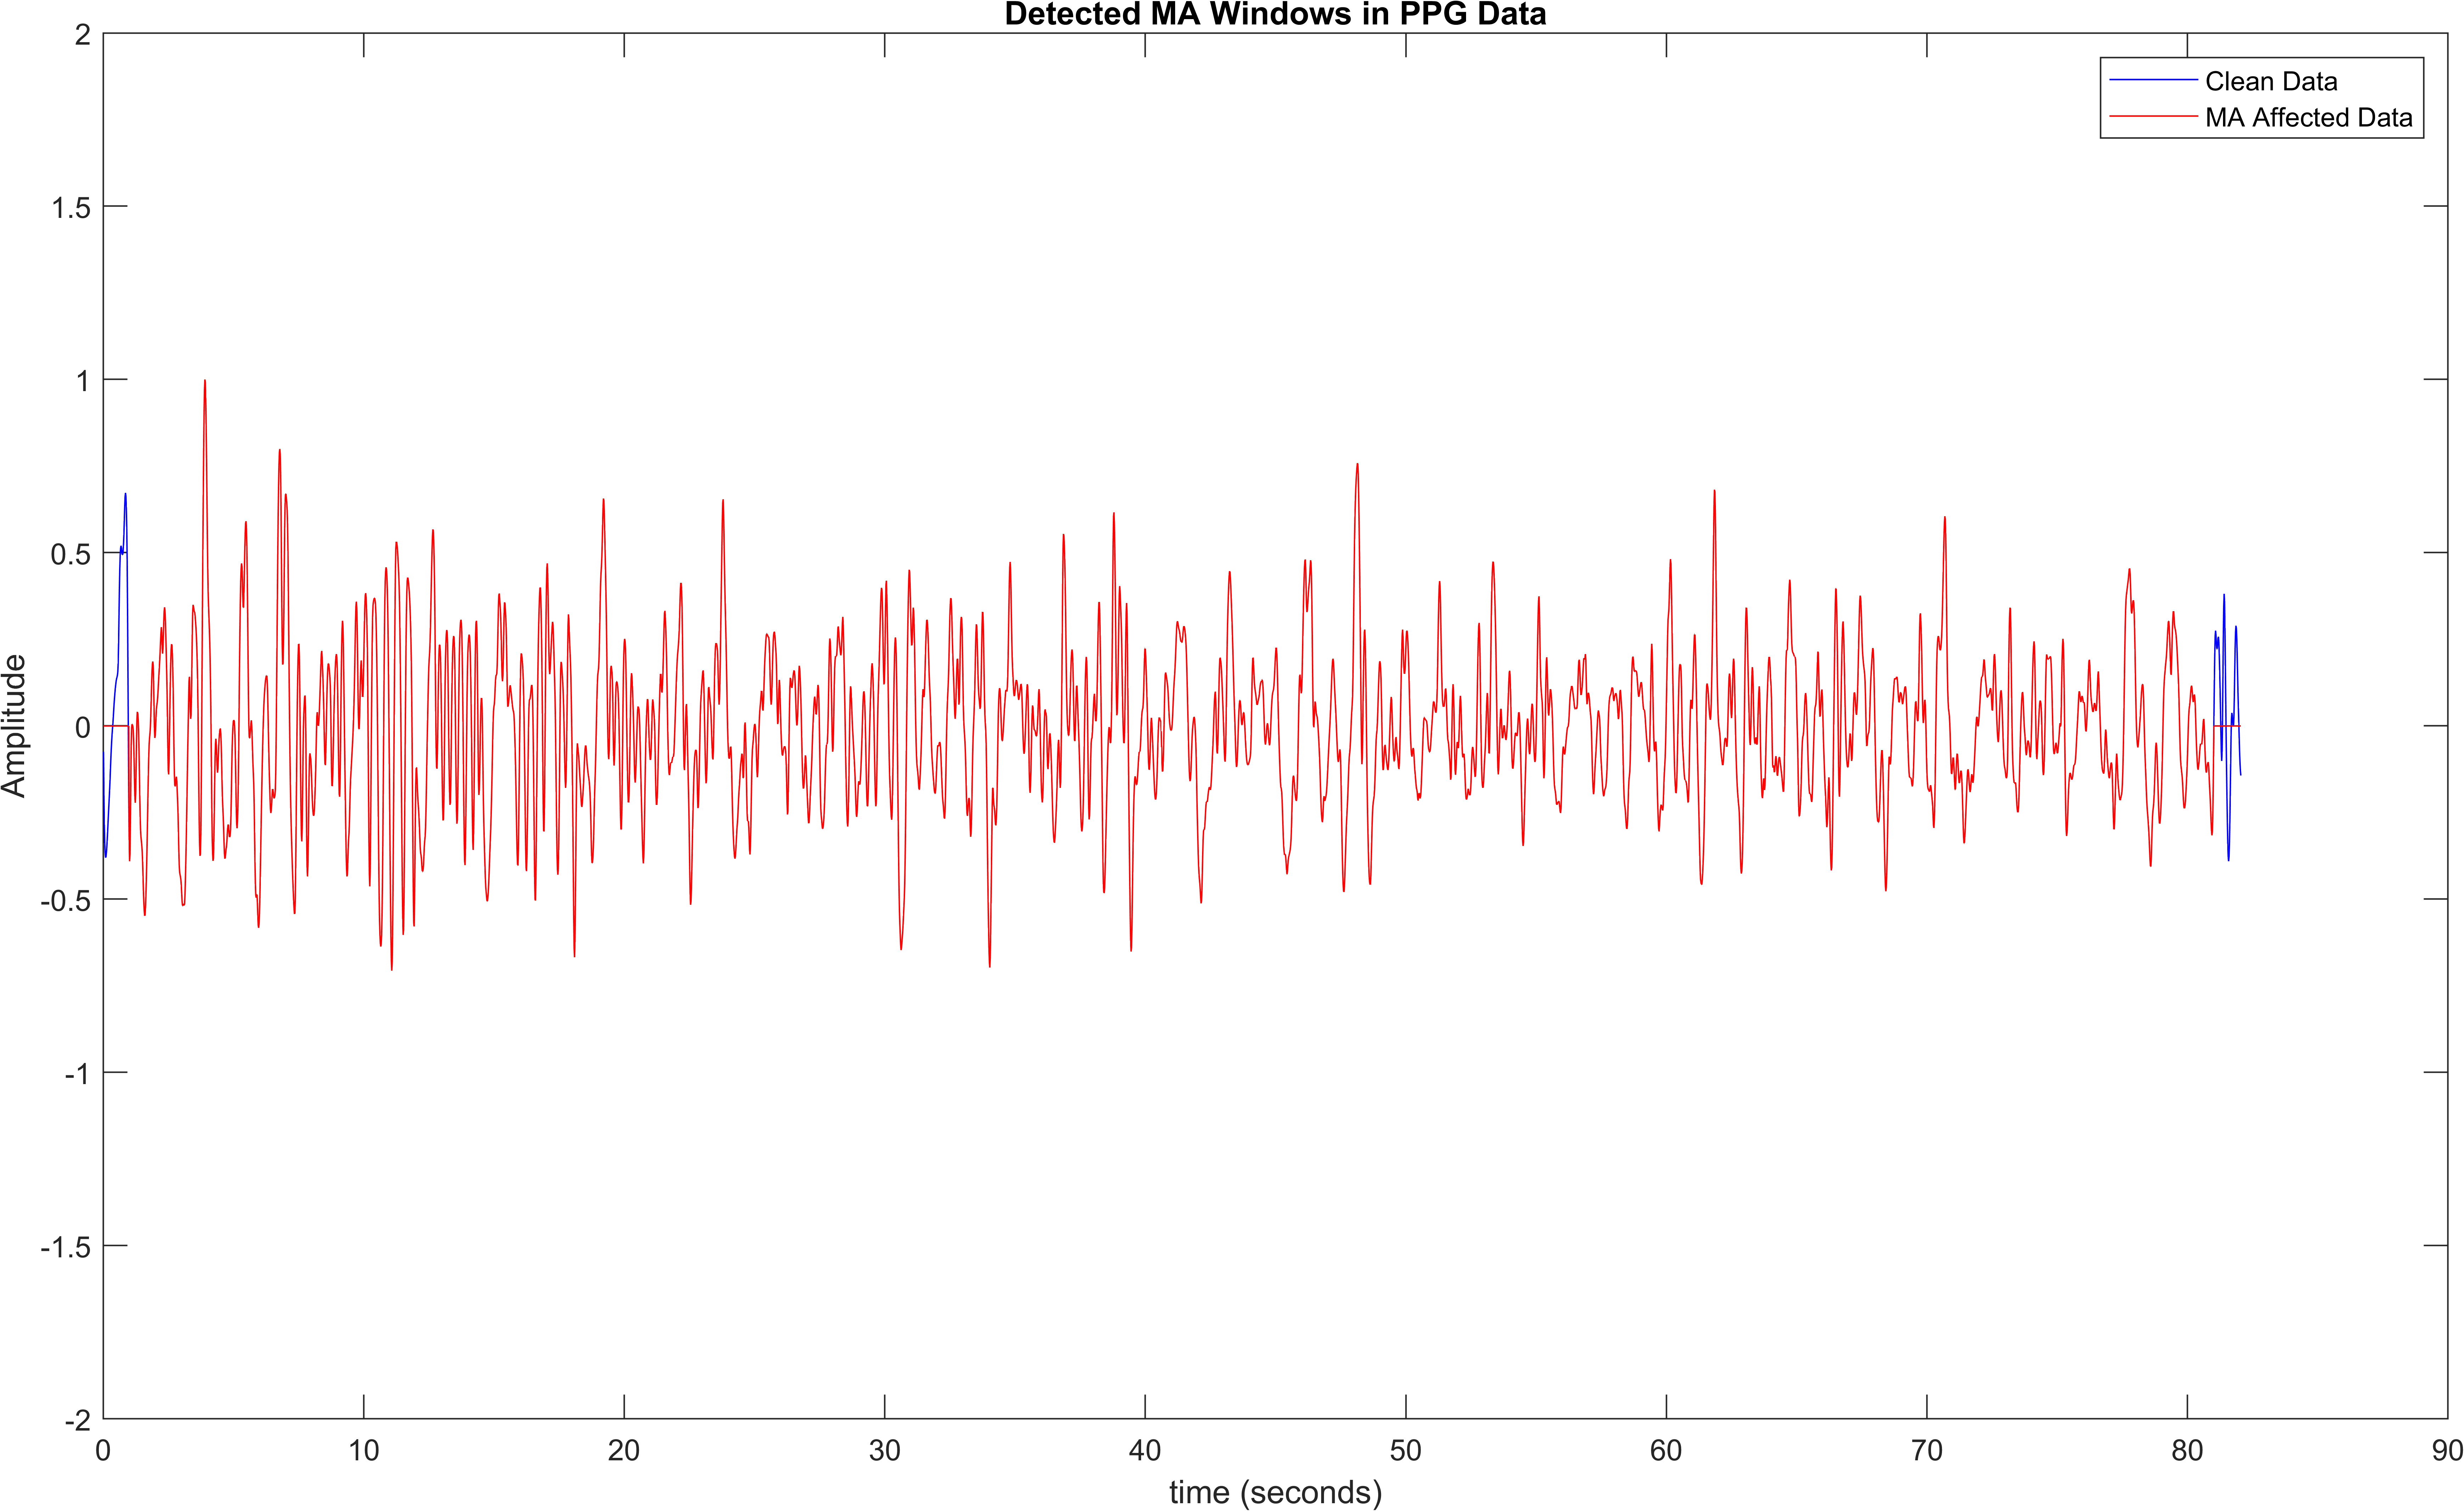 Detected MA Windows in PPG Data
Clean Data
MA Affected Data
2
1.5
1
0.5
0
-0.5
-1
-1.5
-2
Amplitude
0 10 20 30 40 50 60 70 80 90
time (seconds)